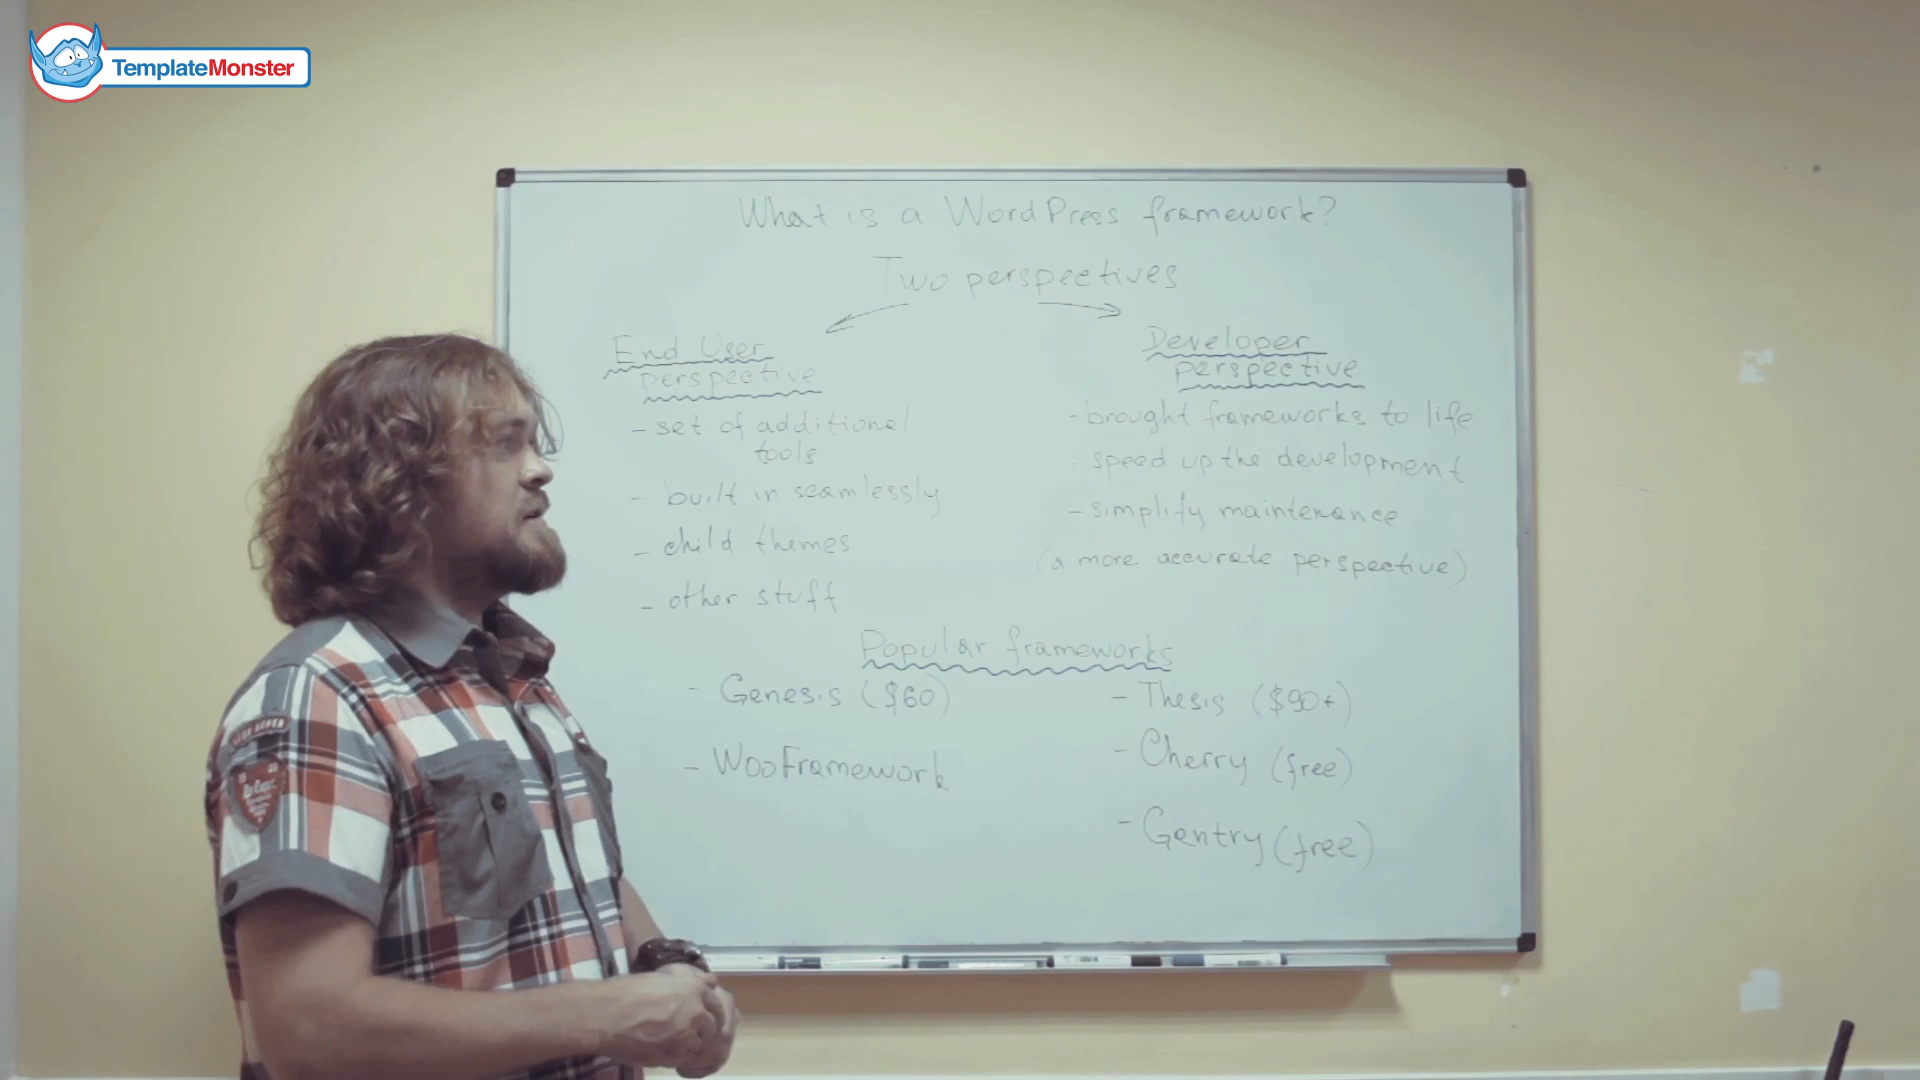 TemplateMonster
What is a WordPress framework?
Two perspectives
End User
perspective
- set of additional
tools
- built in seamlessly
- child themes
- other stuff
Developer
perspective
- brought frameworks to life
- speed up the development
- simplify maintenance
(a more accurate perspective)
Popular frameworks
- Genesis ($60)
- WooFramework
- Thesis ($90+)
- Cherry (free)
- Gentry (free)